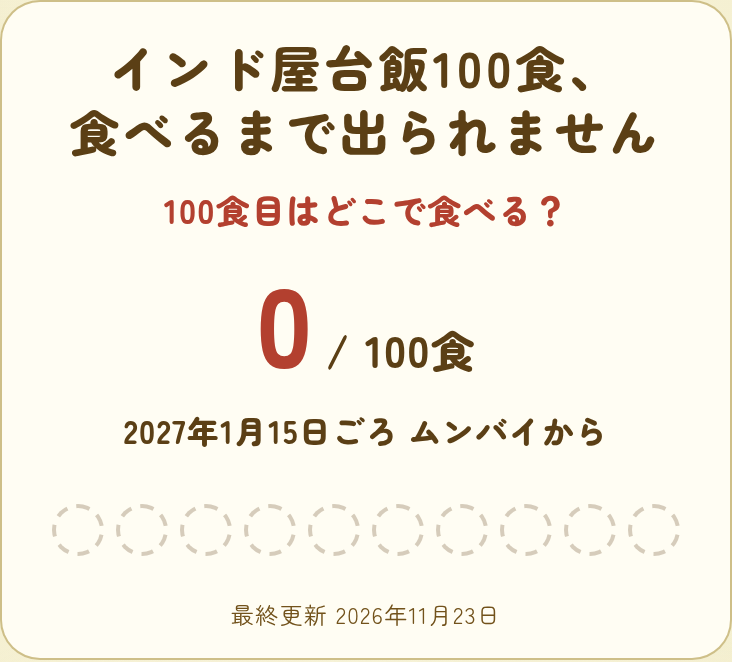 インド屋台飯100食、
食べるまで出られません
100食目はどこで食べる？
0 / 100食
2027年1月15日ごろ ムンバイから
最終更新 2026年11月23日